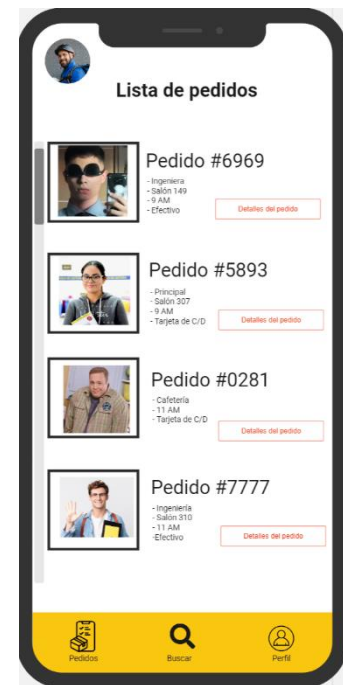 Lista de pedidos
Pedido #6969
- Ingeniera
- Salón 149
- 9 AM
- Efectivo
Detalles del pedido
Pedido #5893
- Principal
- Salón 307
- 9 AM
- Tarjeta de C/D
Detalles del pedido
Pedido #0281
- Cafetería
- 11 AM
- Tarjeta de C/D
Detalles del pedido
Pedido #7777
- Ingeniería
- Salón 310
- 11 AM
-Efectivo
Detalles del pedido
Pedidos
Buscar
Perfil